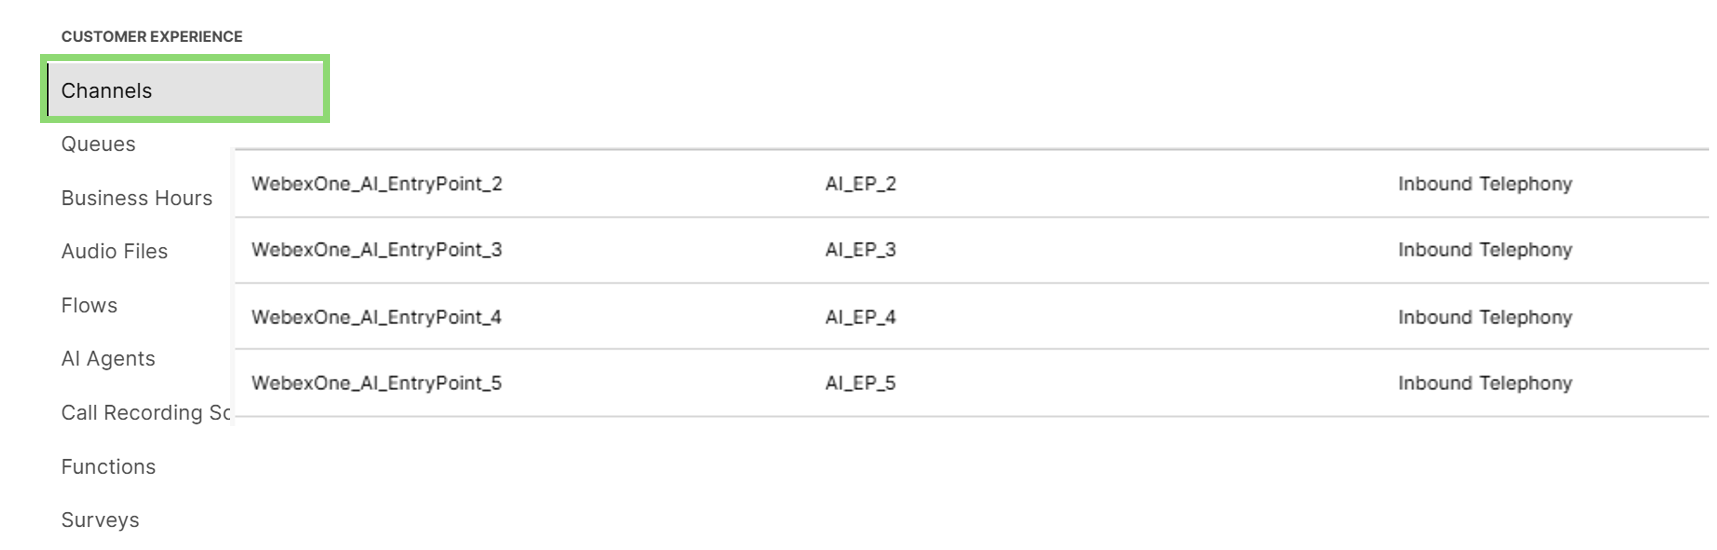 CUSTOMER EXPERIENCE
Channels
Queues
Business Hours
Audio Files
Flows
AI Agents
Call Recording
Functions
Surveys
WebexOne_AI_EntryPoint_2 AI_EP_2 Inbound Telephony
WebexOne_AI_EntryPoint_3 AI_EP_3 Inbound Telephony
WebexOne_AI_EntryPoint_4 AI_EP_4 Inbound Telephony
WebexOne_AI_EntryPoint_5 AI_EP_5 Inbound Telephony